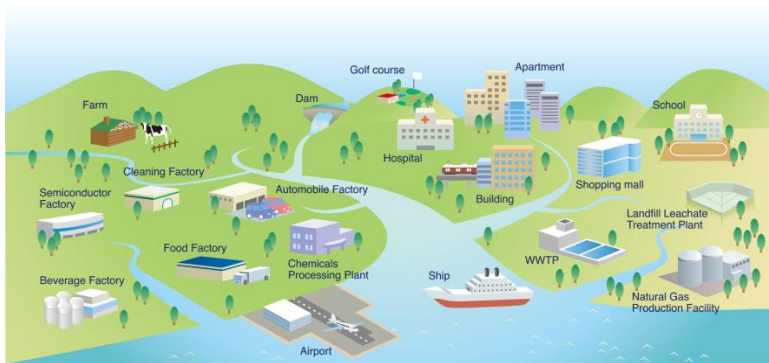 Golf course
Apartment
Farm
Dam
School
Hospital
Cleaning Factory
Semiconductor
Factory
Automobile Factory
Building
Shopping mall
Landfill Leachate
Treatment Plant
Food Factory
Chemicals
Processing Plant
Ship
WWTP
Beverage Factory
Natural Gas
Production Facility
Airport